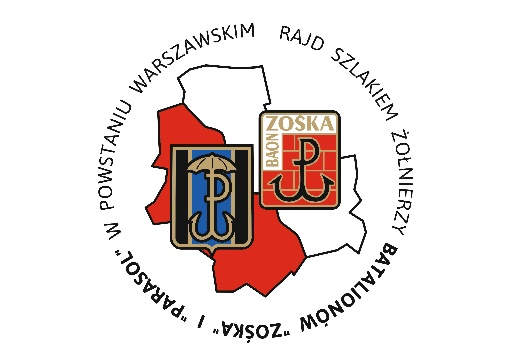 RAJD SZLAKIEM ŻOŁNIERZY BATALIONÓW "ZOŚKA" I "PARASOL" W POWSTANIU WARSZAWSKIM
BAON
ZOŚKA
P
P